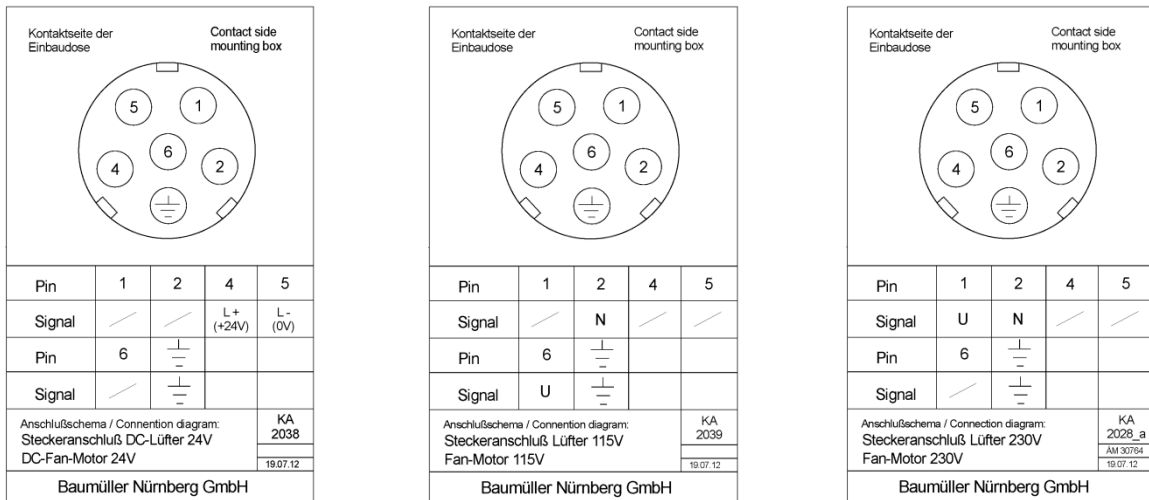 Kontaktseite der Contact side
Einbaudose mounting box
5 1
6
4 2
Pin 1 2 4 5
Signal L + L -
(+24V) (0V)
Pin 6
Signal
Anschlußschema / Connention diagram: KA
Steckeranschluß DC-Lüfter 24V 2038
DC-Fan-Motor 24V 19.07.12
Baumüller Nürnberg GmbH
Kontaktseite der Contact side
Einbaudose mounting box
5 1
6
4 2
Pin 1 2 4 5
Signal N
Pin 6
Signal U
Anschlußschema / Connention diagram: KA
Steckeranschluß Lüfter 115V 2039
Fan-Motor 115V 19.07.12
Baumüller Nürnberg GmbH
Kontaktseite der Contact side
Einbaudose mounting box
5 1
6
4 2
Pin 1 2 4 5
Signal U N
Pin 6
Signal
Anschlußschema / Connection diagram: KA
Steckeranschluß Lüfter 230V 2028_a
ÄM 30764
Fan-Motor 230V 19.07.12
Baumüller Nürnberg GmbH